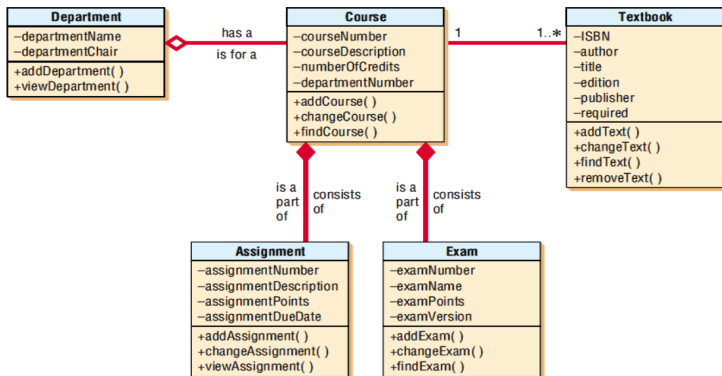 Department
–departmentName
–departmentChair
+addDepartment( )
+viewDepartment( )
has a
is for a
Course
–courseNumber
–courseDescription
–numberOfCredits
–departmentNumber
+addCourse( )
+changeCourse( )
+findCourse( )
1
1..*
Textbook
–ISBN
–author
–title
–edition
–publisher
–required
+addText( )
+changeText( )
+findText( )
+removeText( )
is a
part
of
consists
of
is a
part
of
consists
of
Assignment
–assignmentNumber
–assignmentDescription
–assignmentPoints
–assignmentDueDate
+addAssignment( )
+changeAssignment( )
+viewAssignment( )
Exam
–examNumber
–examName
–examPoints
–examVersion
+addExam( )
+changeExam( )
+findExam( )